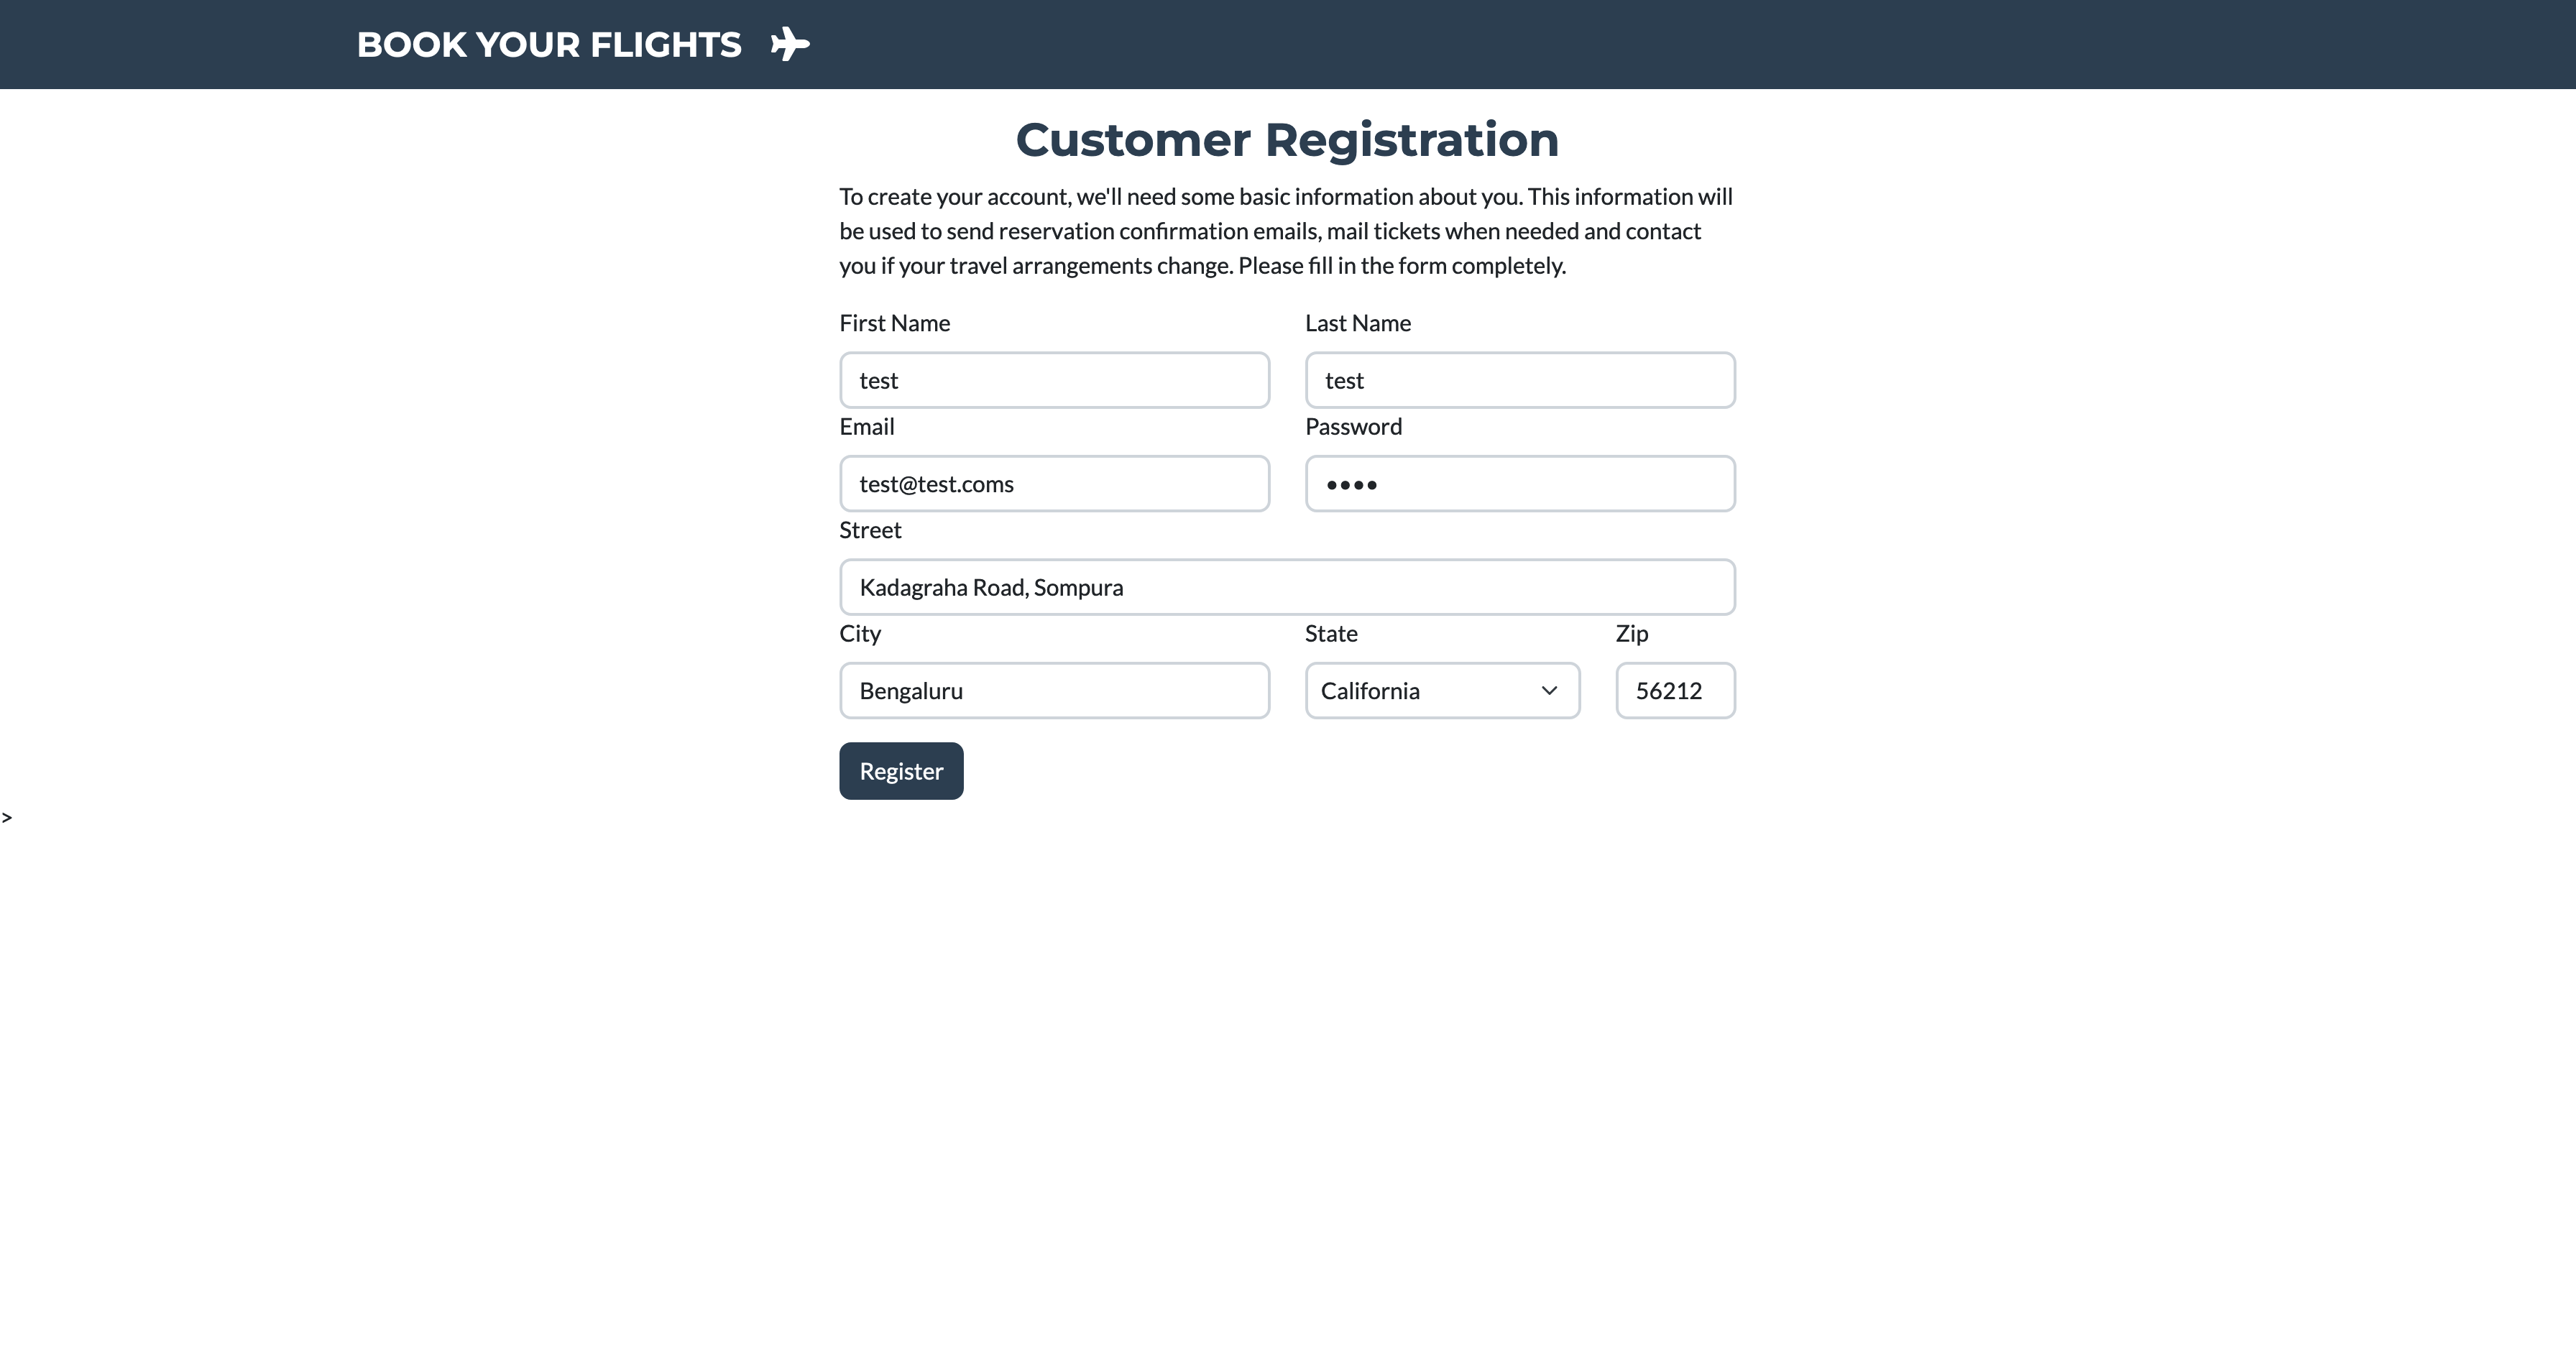 BOOK YOUR FLIGHTS
Customer Registration
To create your account, we'll need some basic information about you. This information will
be used to send reservation confirmation emails, mail tickets when needed and contact
you if your travel arrangements change. Please fill in the form completely.
First Name
Last Name
test
test
Email
Password
test@test.coms
••••
Street
Kadagraha Road, Sompura
City
State
Zip
Bengaluru
California
56212
Register
>